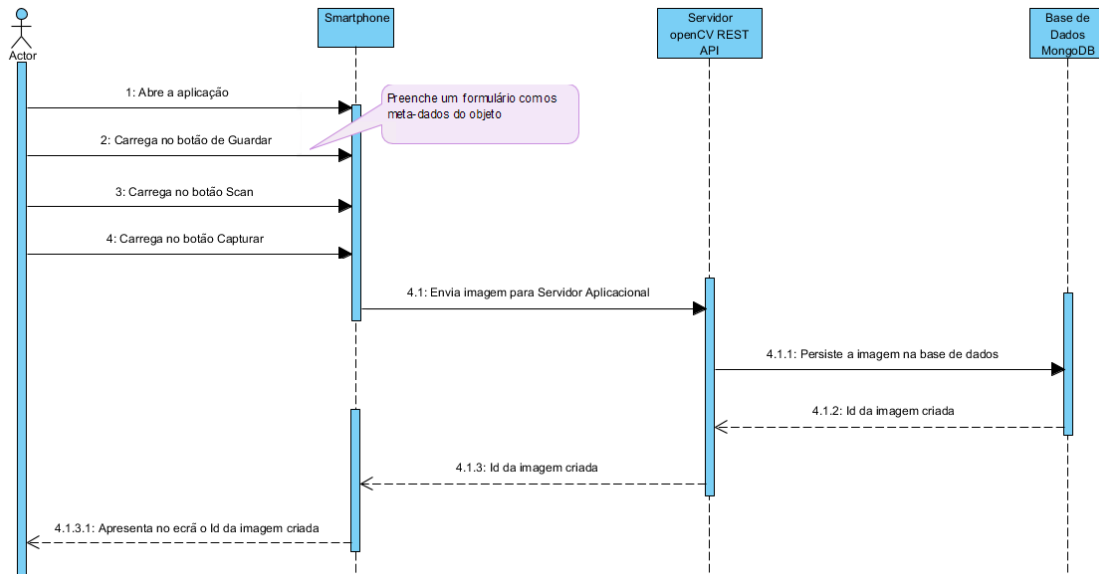 Actor
Smartphone
Servidor
openCV REST
API
Base de
Dados
MongoDB
1: Abre a aplicação
Preenche um formulário com os
meta-dados do objeto
2: Carrega no botão de Guardar
3: Carrega no botão Scan
4: Carrega no botão Capturar
4.1: Envia imagem para Servidor Aplicacional
4.1.1: Persiste a imagem na base de dados
4.1.2: Id da imagem criada
4.1.3: Id da imagem criada
4.1.3.1: Apresenta no ecrã o Id da imagem criada